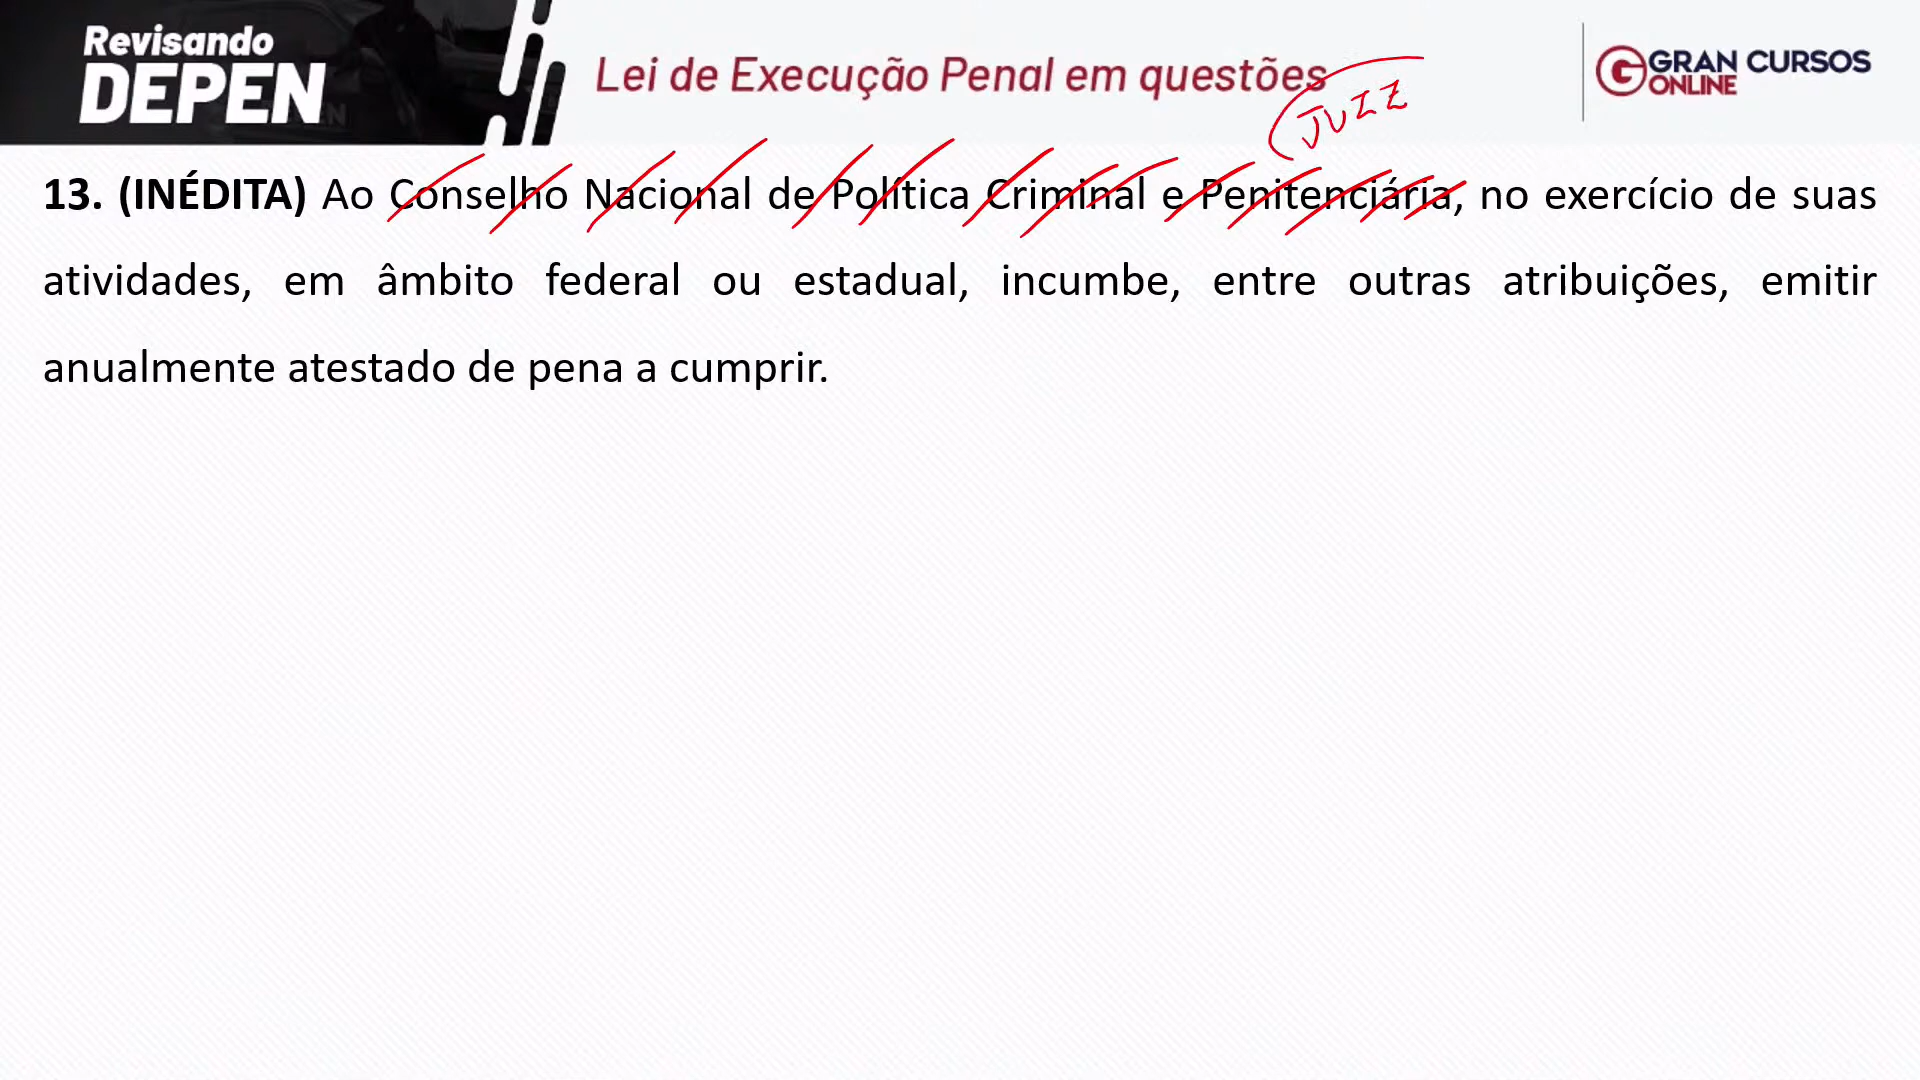 Revisando
DEPEN
Lei de Execução Penal em questões
GRAN CURSOS
ONLINE
JUIZ
13. (INÉDITA) Ao Conselho Nacional de Política Criminal e Penitenciária, no exercício de suas
atividades, em âmbito federal ou estadual, incumbe, entre outras atribuições, emitir
anualmente atestado de pena a cumprir.